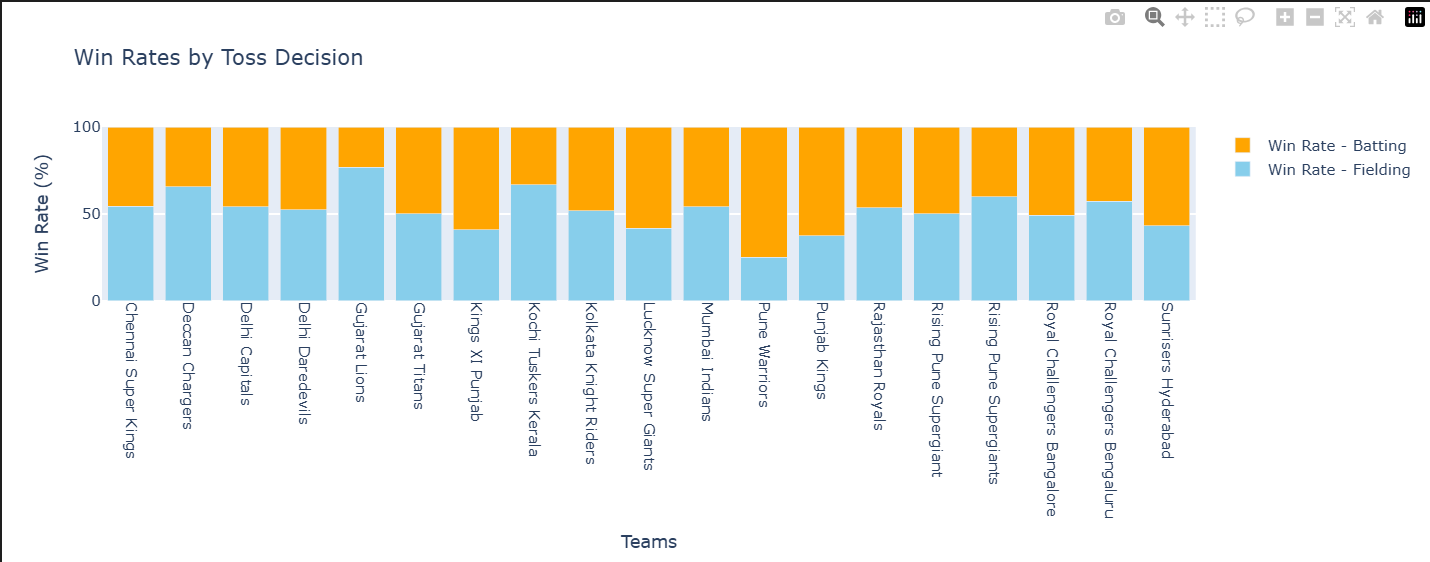 Win Rates by Toss Decision
Win Rate (%)
100
50
0
Win Rate - Batting
Win Rate - Fielding
Chennai Super Kings
Deccan Chargers
Delhi Capitals
Delhi Daredevils
Gujarat Lions
Gujarat Titans
Kings XI Punjab
Kochi Tuskers Kerala
Kolkata Knight Riders
Lucknow Super Giants
Mumbai Indians
Pune Warriors
Punjab Kings
Rajasthan Royals
Rising Pune Supergiant
Rising Pune Supergiants
Royal Challengers Bangalore
Royal Challengers Bengaluru
Sunrisers Hyderabad
Teams